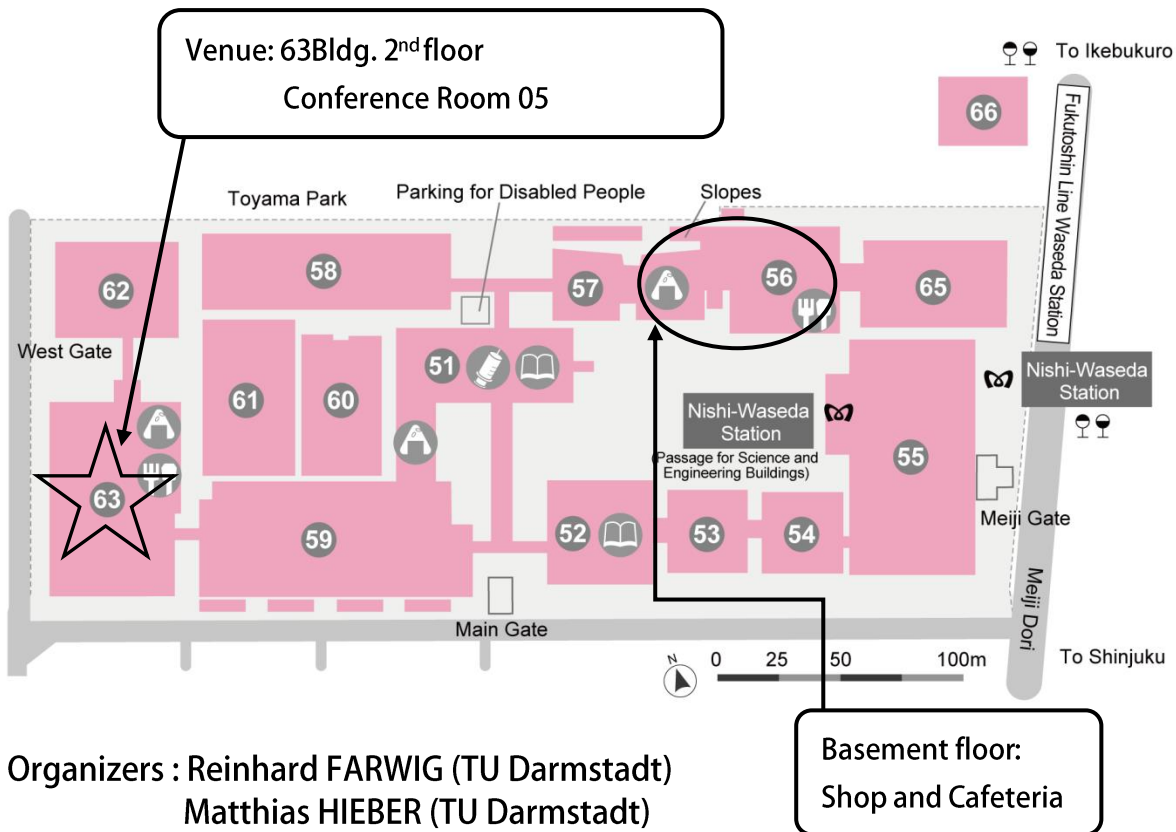 Venue: 63Bldg. 2nd floor
Conference Room 05
To Ikebukuro
66
Fukutoshin Line Waseda Station
Toyama Park
Parking for Disabled People
Slopes
62
58
57
56
65
West Gate
51
61
60
Nishi-Waseda
Station
Nishi-Waseda
Station
(Passage for Science and
Engineering Buildings)
55
63
59
52
53
54
Meiji Gate
Main Gate
Meiji Dori
N
0 25 50 100m
To Shinjuku
Basement floor:
Shop and Cafeteria
Organizers : Reinhard FARWIG (TU Darmstadt)
Matthias HIEBER (TU Darmstadt)